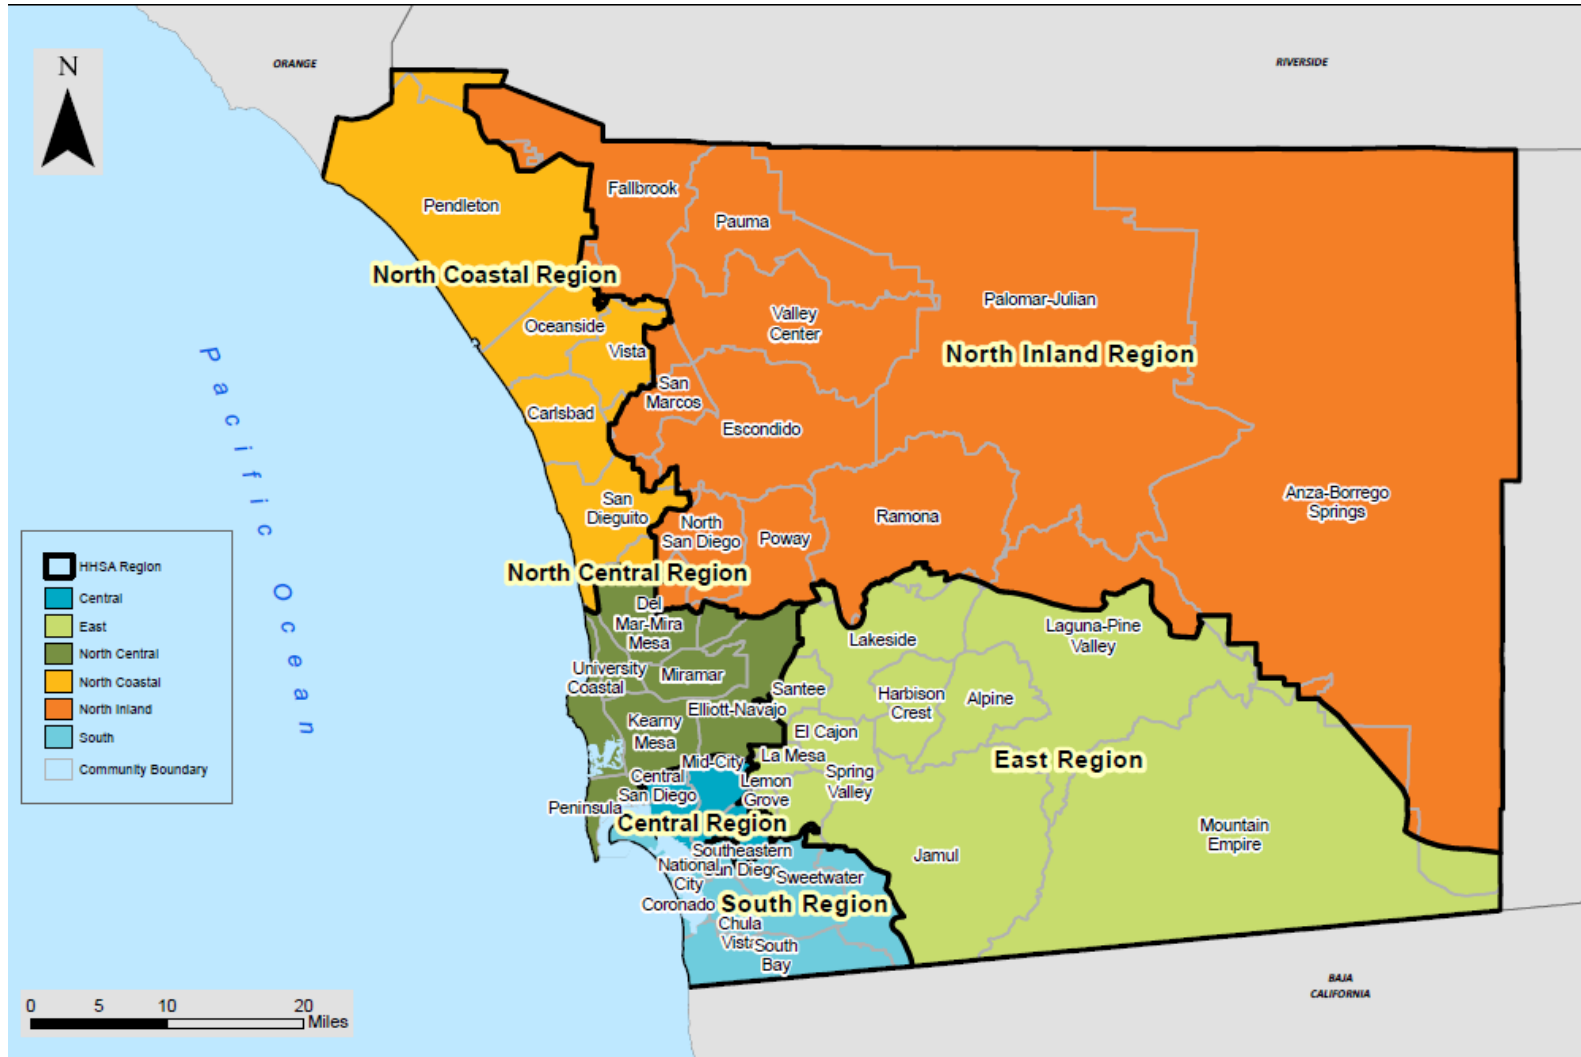 N
ORANGE
RIVERSIDE
Fallbrook
Pendleton
Pauma
North Coastal Region
Palomar-Julian
Valley
Center
Oceanside
Vista
North Inland Region
San
Marcos
Carlsbad
Escondido
Pacific Ocean
San
Dieguito
North
San Diego
Poway
Ramona
Anza-Borrego
Springs
North Central Region
Del
Mar-Mira
Mesa
Lakeside
Laguna-Pine
Valley
University
Coastal
Miramar
Santee
Harbison
Crest
Alpine
Elliott-Navajo
Kearny
Mesa
El Cajon
La Mesa
East Region
Mid-City
Central
San Diego
Lemon
Grove
Spring
Valley
Peninsula
Central Region
Mountain
Empire
Southeastern
San Diego
National
City
Sweetwater
Jamul
Coronado
South Region
Chula
Vista
South
Bay
BAJA
CALIFORNIA
HHSA Region
Central
East
North Central
North Coastal
North Inland
South
Community Boundary
0 5 10 20
Miles